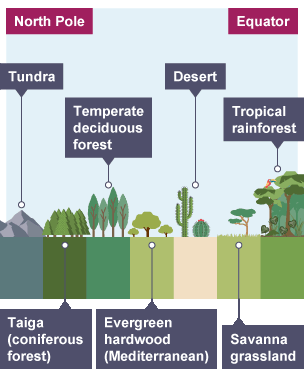 North Pole
Equator
Tundra
Desert
Temperate
deciduous
forest
Tropical
rainforest
Taiga
(coniferous
forest)
Evergreen
hardwood
(Mediterranean)
Savanna
grassland